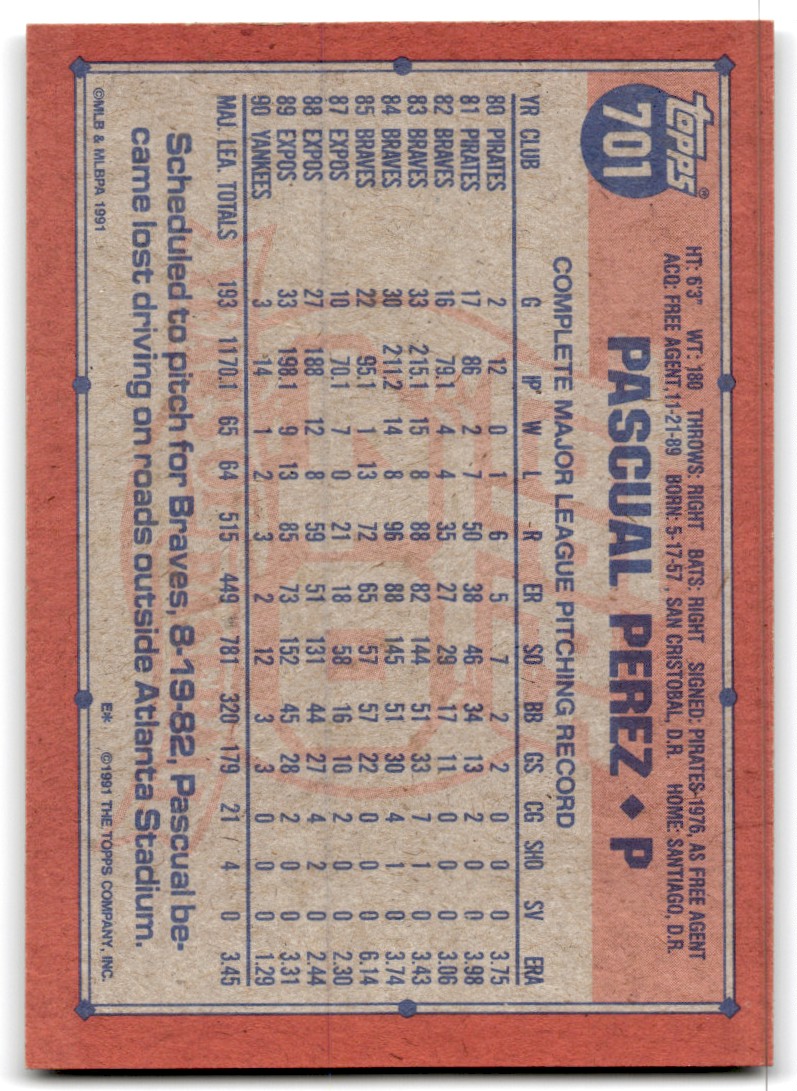 topps®
701
HT: 6'3" WT: 180 THROWS: RIGHT BATS: RIGHT SIGNED: PIRATES-1976, AS FREE AGENT
ACQ: FREE AGENT, 11-21-89 BORN: 5-17-57, SAN CRISTOBAL, D.R. HOME: SANTIAGO, D.R.
PASCUAL PEREZ ♦ P
COMPLETE MAJOR LEAGUE PITCHING RECORD
YR CLUB G IP W L R ER SO BB GS CG SHO SV ERA
80 PIRATES 2 12 0 1 6 5 7 2 2 0 0 0 3.75
81 PIRATES 17 86 2 7 50 38 46 34 13 2 0 0 3.98
82 BRAVES 16 79.1 4 4 35 27 29 17 11 0 0 0 3.06
83 BRAVES 33 215.1 15 8 88 82 144 51 33 7 1 0 3.43
84 BRAVES 30 211.2 14 8 96 88 145 51 30 4 1 0 3.74
85 BRAVES 22 95.1 1 13 72 65 57 57 22 0 0 0 6.14
87 EXPOS 10 70.1 7 0 21 18 58 16 10 2 0 0 2.30
88 EXPOS 27 188 12 8 59 51 131 44 27 4 2 0 2.44
89 EXPOS 33 198.1 9 13 85 73 152 45 28 2 0 0 3.31
90 YANKEES 3 14 1 2 3 2 12 3 3 0 0 0 1.29
MAJ. LEA. TOTALS 193 1170.1 65 64 515 449 781 320 179 21 4 0 3.45
Scheduled to pitch for Braves, 8-19-82, Pascual be-
came lost driving on roads outside Atlanta Stadium.
©MLB & MLBPA 1991 E* ©1991 THE TOPPS COMPANY, INC.